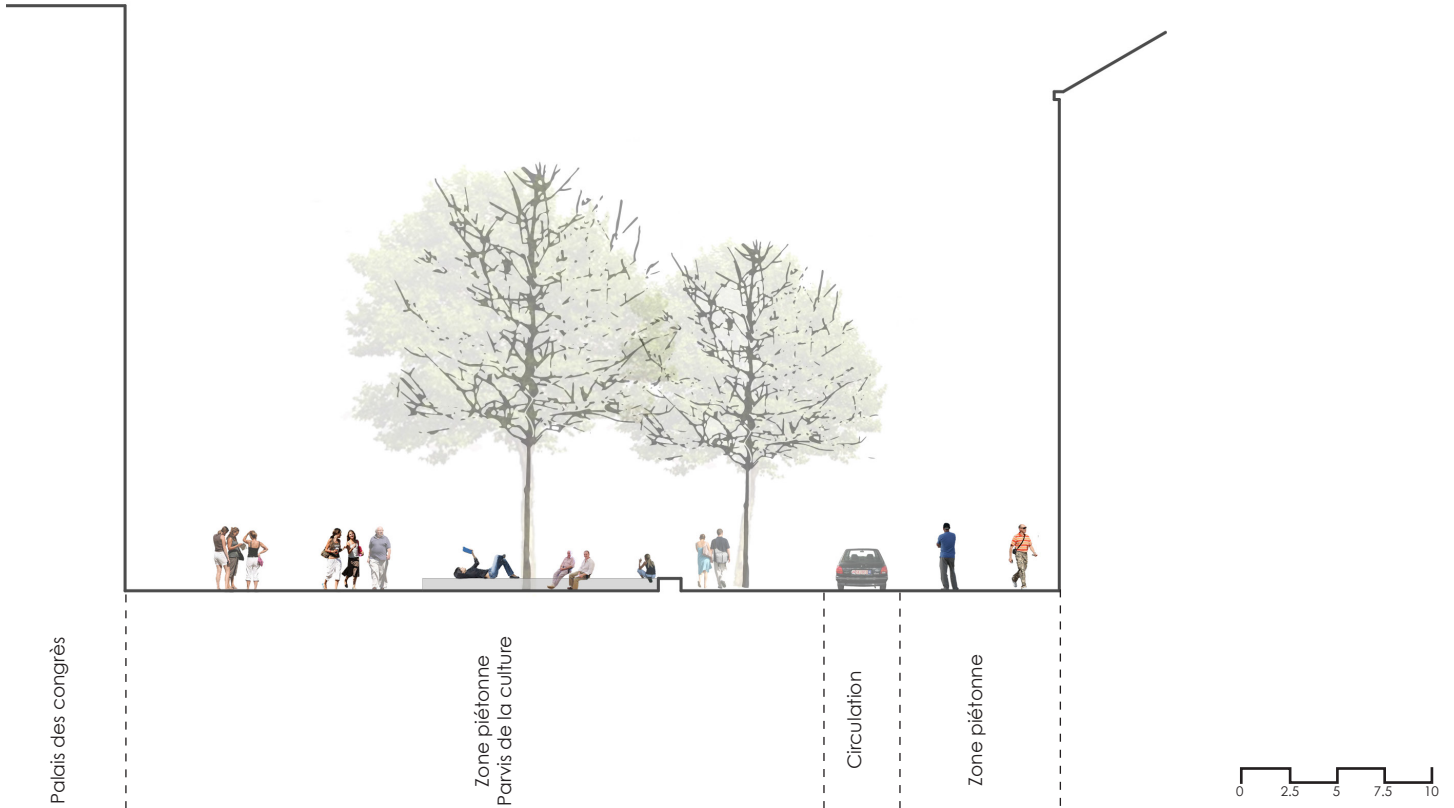 Palais des congrès
Zone piétonne
Parvis de la culture
Circulation
Zone piétonne
0 2.5 5 7.5 10